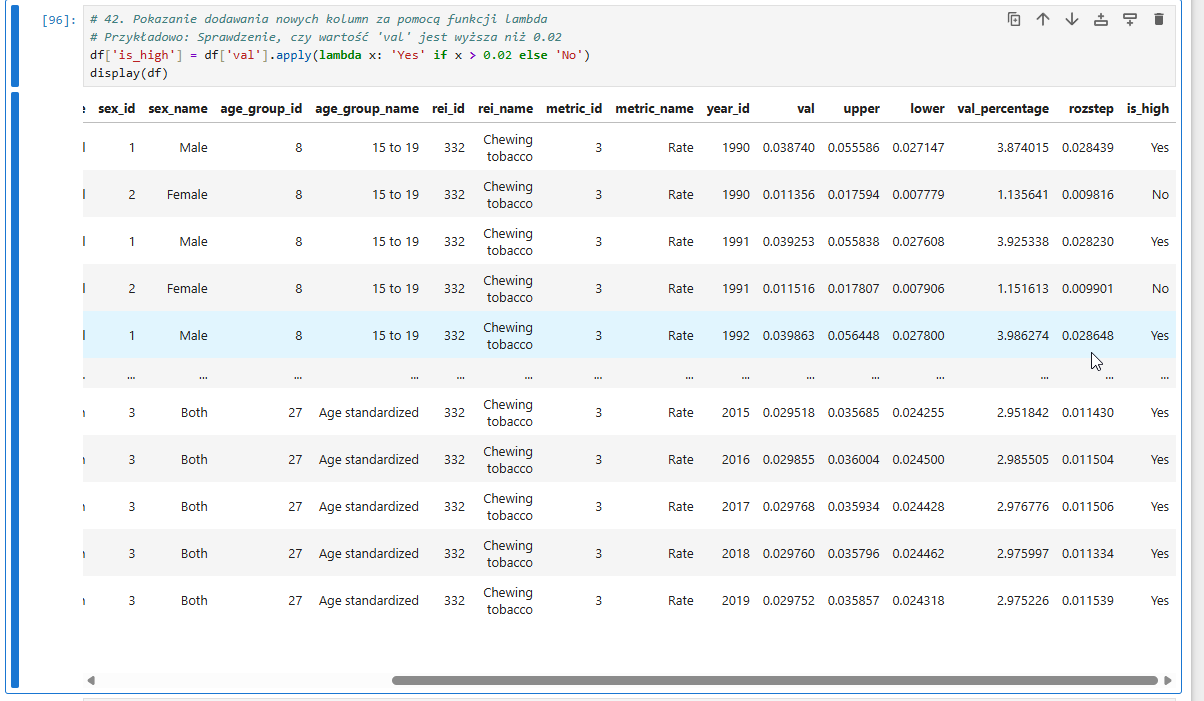 [96]: # 42. Pokazanie dodawania nowych kolumn za pomocą funkcji lambda
# Przykładowo: Sprawdzenie, czy wartość 'val' jest wyższa niż 0.02
df['is_high'] = df['val'].apply(lambda x: 'Yes' if x > 0.02 else 'No')
display(df)
sex_id sex_name age_group_id age_group_name rei_id rei_name metric_id metric_name year_id val upper lower val_percentage rozstep is_high
1 Male 8 15 to 19 332 Chewing tobacco 3 Rate 1990 0.038740 0.055586 0.027147 3.874015 0.028439 Yes
2 Female 8 15 to 19 332 Chewing tobacco 3 Rate 1990 0.011356 0.017594 0.007779 1.135641 0.009816 No
1 Male 8 15 to 19 332 Chewing tobacco 3 Rate 1991 0.039253 0.055838 0.027608 3.925338 0.028230 Yes
2 Female 8 15 to 19 332 Chewing tobacco 3 Rate 1991 0.011516 0.017807 0.007906 1.151613 0.009901 No
1 Male 8 15 to 19 332 Chewing tobacco 3 Rate 1992 0.039863 0.056448 0.027800 3.986274 0.028648 Yes
... ... ... ... ... ... ... ... ... ... ... ... ... ... ...
3 Both 27 Age standardized 332 Chewing tobacco 3 Rate 2015 0.029518 0.035685 0.024255 2.951842 0.011430 Yes
3 Both 27 Age standardized 332 Chewing tobacco 3 Rate 2016 0.029855 0.036004 0.024500 2.985505 0.011504 Yes
3 Both 27 Age standardized 332 Chewing tobacco 3 Rate 2017 0.029768 0.035934 0.024428 2.976776 0.011506 Yes
3 Both 27 Age standardized 332 Chewing tobacco 3 Rate 2018 0.029760 0.035796 0.024462 2.975997 0.011334 Yes
3 Both 27 Age standardized 332 Chewing tobacco 3 Rate 2019 0.029752 0.035857 0.024318 2.975226 0.011539 Yes